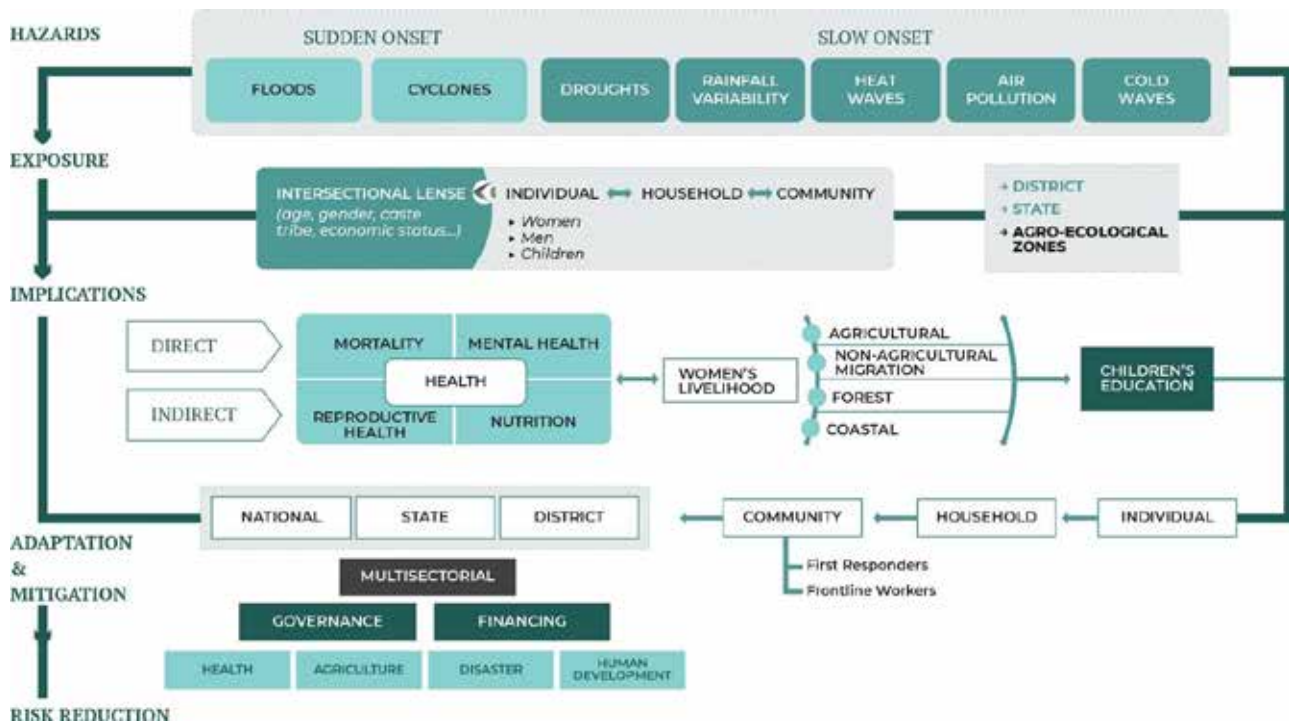 HAZARDS
SUDDEN ONSET
SLOW ONSET
FLOODS
CYCLONES
DROUGHTS
RAINFALL
VARIABILITY
HEAT
WAVES
AIR
POLLUTION
COLD
WAVES
EXPOSURE
INTERSECTIONAL LENSE
(age, gender, caste
tribe, economic status...)
INDIVIDUAL
HOUSEHOLD
COMMUNITY
▸ Women
▸ Men
▸ Children
→ DISTRICT
→ STATE
→ AGRO-ECOLOGICAL
ZONES
IMPLICATIONS
DIRECT
INDIRECT
MORTALITY
MENTAL HEALTH
HEALTH
REPRODUCTIVE
HEALTH
NUTRITION
WOMEN'S
LIVELIHOOD
AGRICULTURAL
NON-AGRICULTURAL
MIGRATION
FOREST
COASTAL
CHILDREN'S
EDUCATION
ADAPTATION
&
MITIGATION
NATIONAL
STATE
DISTRICT
COMMUNITY
HOUSEHOLD
INDIVIDUAL
First Responders
Frontline Workers
MULTISECTORIAL
GOVERNANCE
FINANCING
HEALTH
AGRICULTURE
DISASTER
HUMAN
DEVELOPMENT
RISK REDUCTION